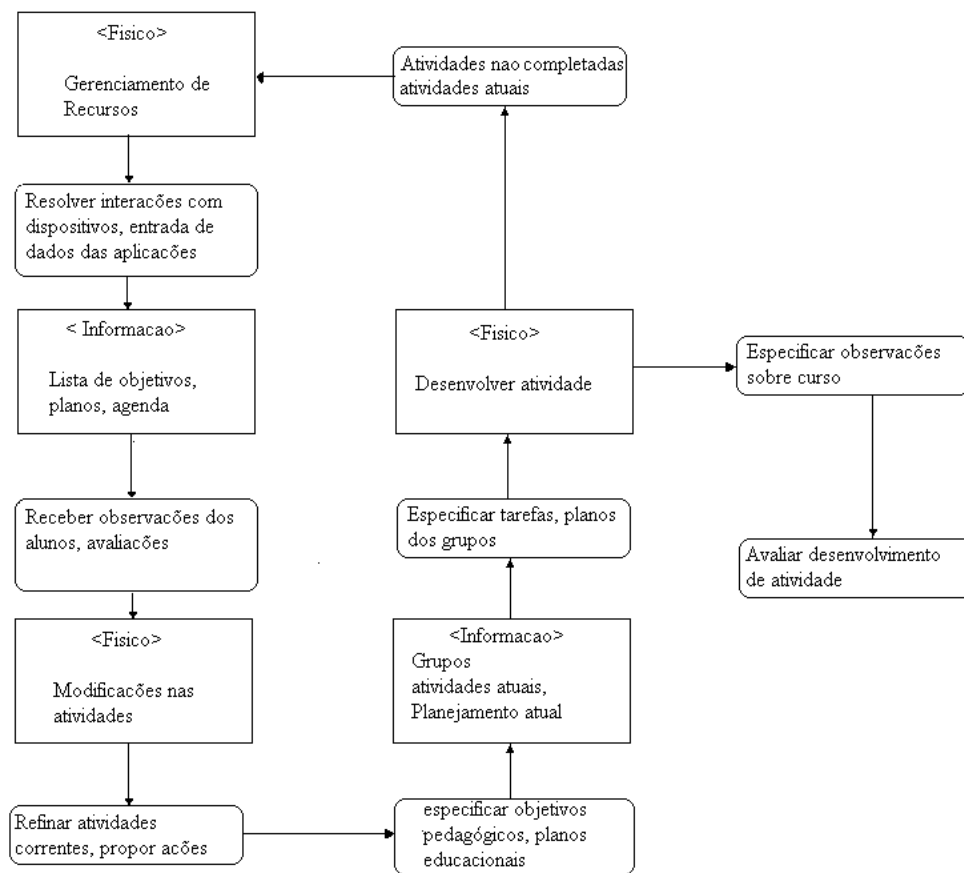 <Fisico>
Gerenciamento de
Recursos
Atividades nao completadas
atividades atuais
Resolver interacões com
dispositivos, entrada de
dados das aplicacões
< Informacao>
Lista de objetivos,
planos, agenda
<Fisico>
Desenvolver atividade
Especificar observacões
sobre curso
Receber observacões dos
alunos, avaliacões
Especificar tarefas, planos
dos grupos
Avaliar desenvolvimento
de atividade
<Fisico>
Modificacões nas
atividades
<Informacao>
Grupos
atividades atuais,
Planejamento atual
Refinar atividades
correntes, propor acões
especificar objetivos
pedagógicos, planos
educacionais